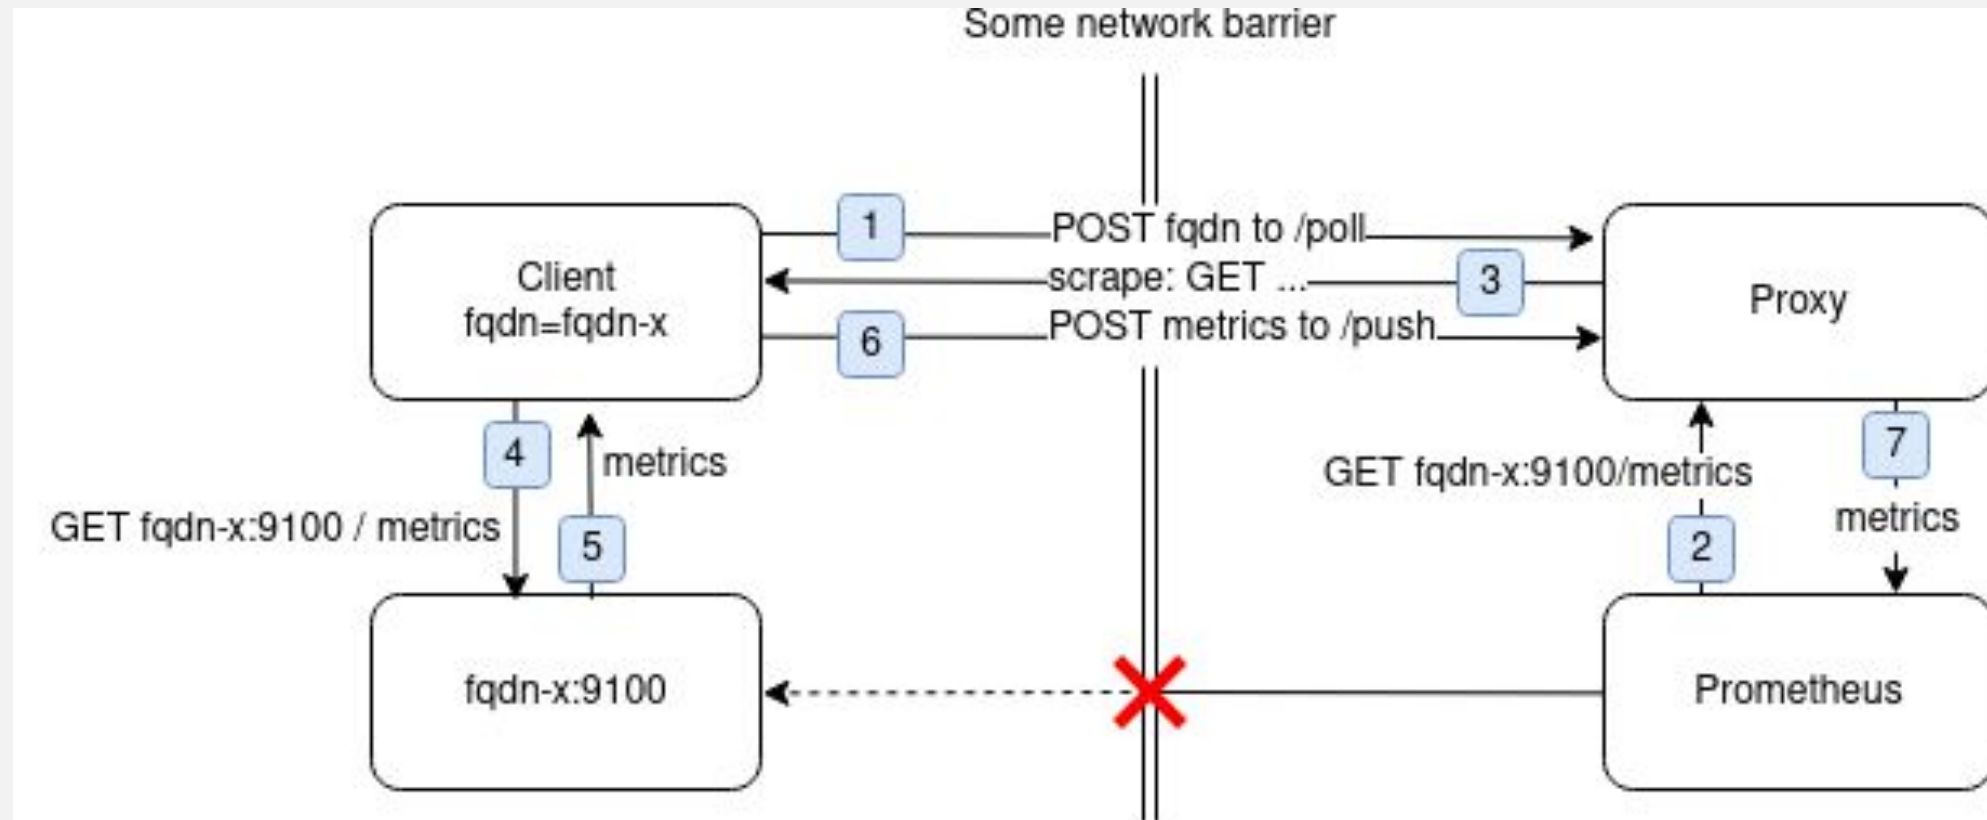 Some network barrier
1
POST fqdn to /poll
Client
fqdn=fqdn-x
scrape: GET ...
3
Proxy
6
POST metrics to /push
4
metrics
GET fqdn-x:9100/metrics
7
GET fqdn-x:9100 / metrics
5
2
metrics
fqdn-x:9100
Prometheus